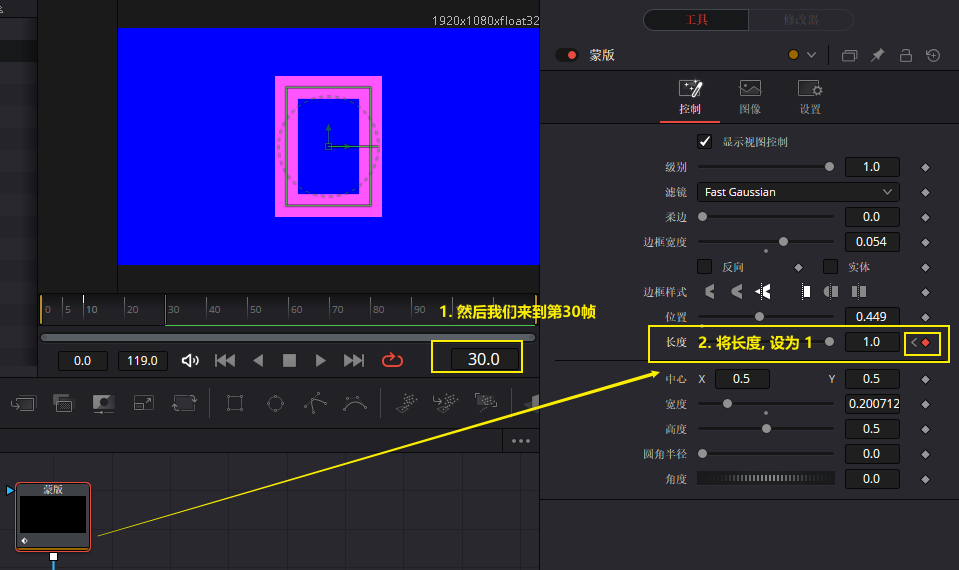 1920x1080xfloat32
工具
修改器
蒙版
控制
图像
设置
显示视图控制
级别 1.0
滤镜 Fast Gaussian
柔边 0.0
边框宽度 0.054
反向 实体
边框样式
位置 0.449
长度 2. 将长度, 设为 1 1.0
中心 X 0.5 Y 0.5
宽度 0.200712
高度 0.5
圆角半径 0.0
角度 0.0
0 5 10 20 30 40 50 60 70 80 90
1. 然后我们来到第30帧
0.0 119.0 30.0
蒙版